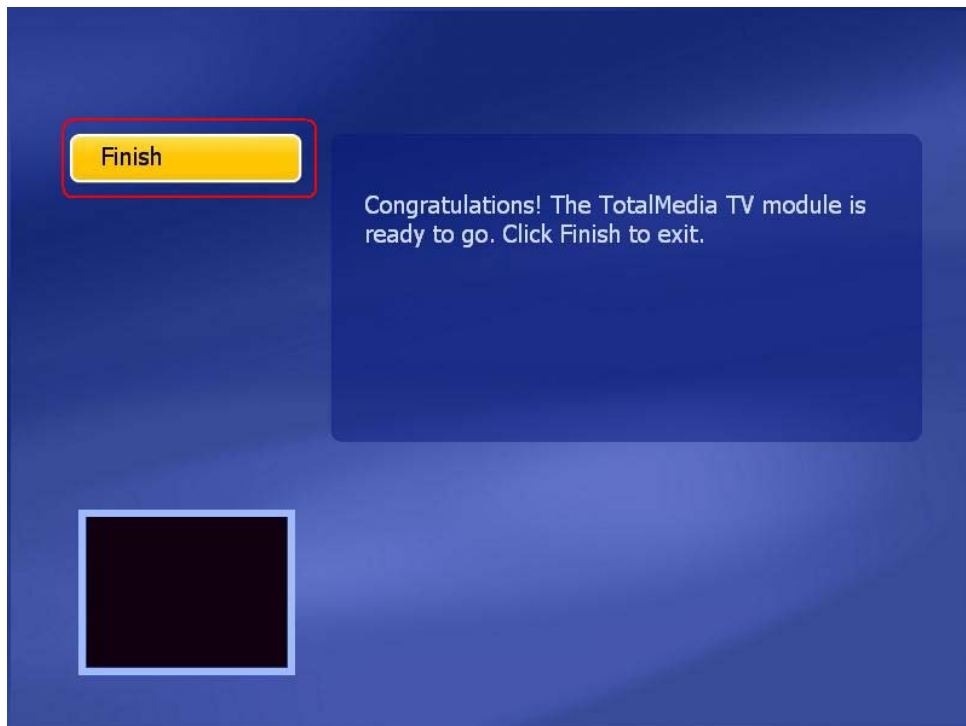 Finish
Congratulations! The TotalMedia TV module is
ready to go. Click Finish to exit.